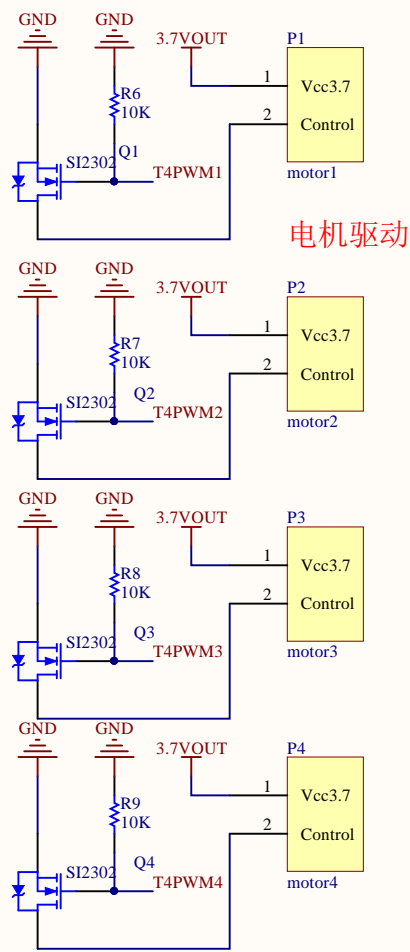 GND GND 3.7VOUT P1
R6
10K
1 Vcc3.7
2 Control
Q1
SI2302
T4PWM1
motor1
电机驱动
GND GND 3.7VOUT P2
R7
10K
1 Vcc3.7
2 Control
Q2
SI2302
T4PWM2
motor2
GND GND 3.7VOUT P3
R8
10K
1 Vcc3.7
2 Control
Q3
SI2302
T4PWM3
motor3
GND GND 3.7VOUT P4
R9
10K
1 Vcc3.7
2 Control
Q4
SI2302
T4PWM4
motor4